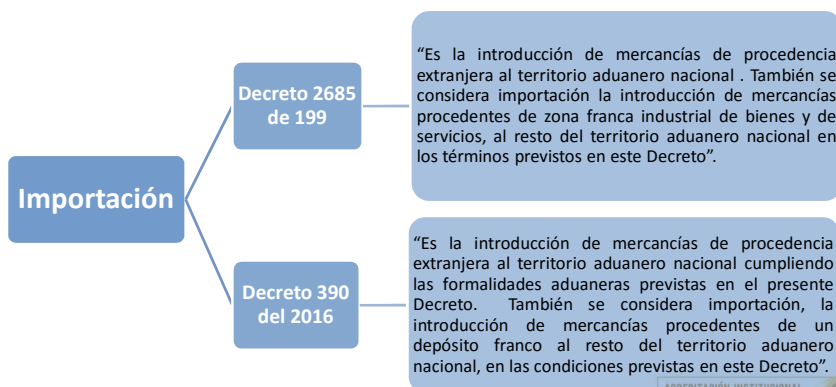 Importación
Decreto 2685
de 199
“Es la introducción de mercancías de procedencia
extranjera al territorio aduanero nacional . También se
considera importación la introducción de mercancías
procedentes de zona franca industrial de bienes y de
servicios, al resto del territorio aduanero nacional en
los términos previstos en este Decreto”.
Decreto 390
del 2016
“Es la introducción de mercancías de procedencia
extranjera al territorio aduanero nacional cumpliendo
las formalidades aduaneras previstas en el presente
Decreto. También se considera importación, la
introducción de mercancías procedentes de un
depósito franco al resto del territorio aduanero
nacional, en las condiciones previstas en este Decreto”.
ACREDITACIÓN INSTITUCIONAL